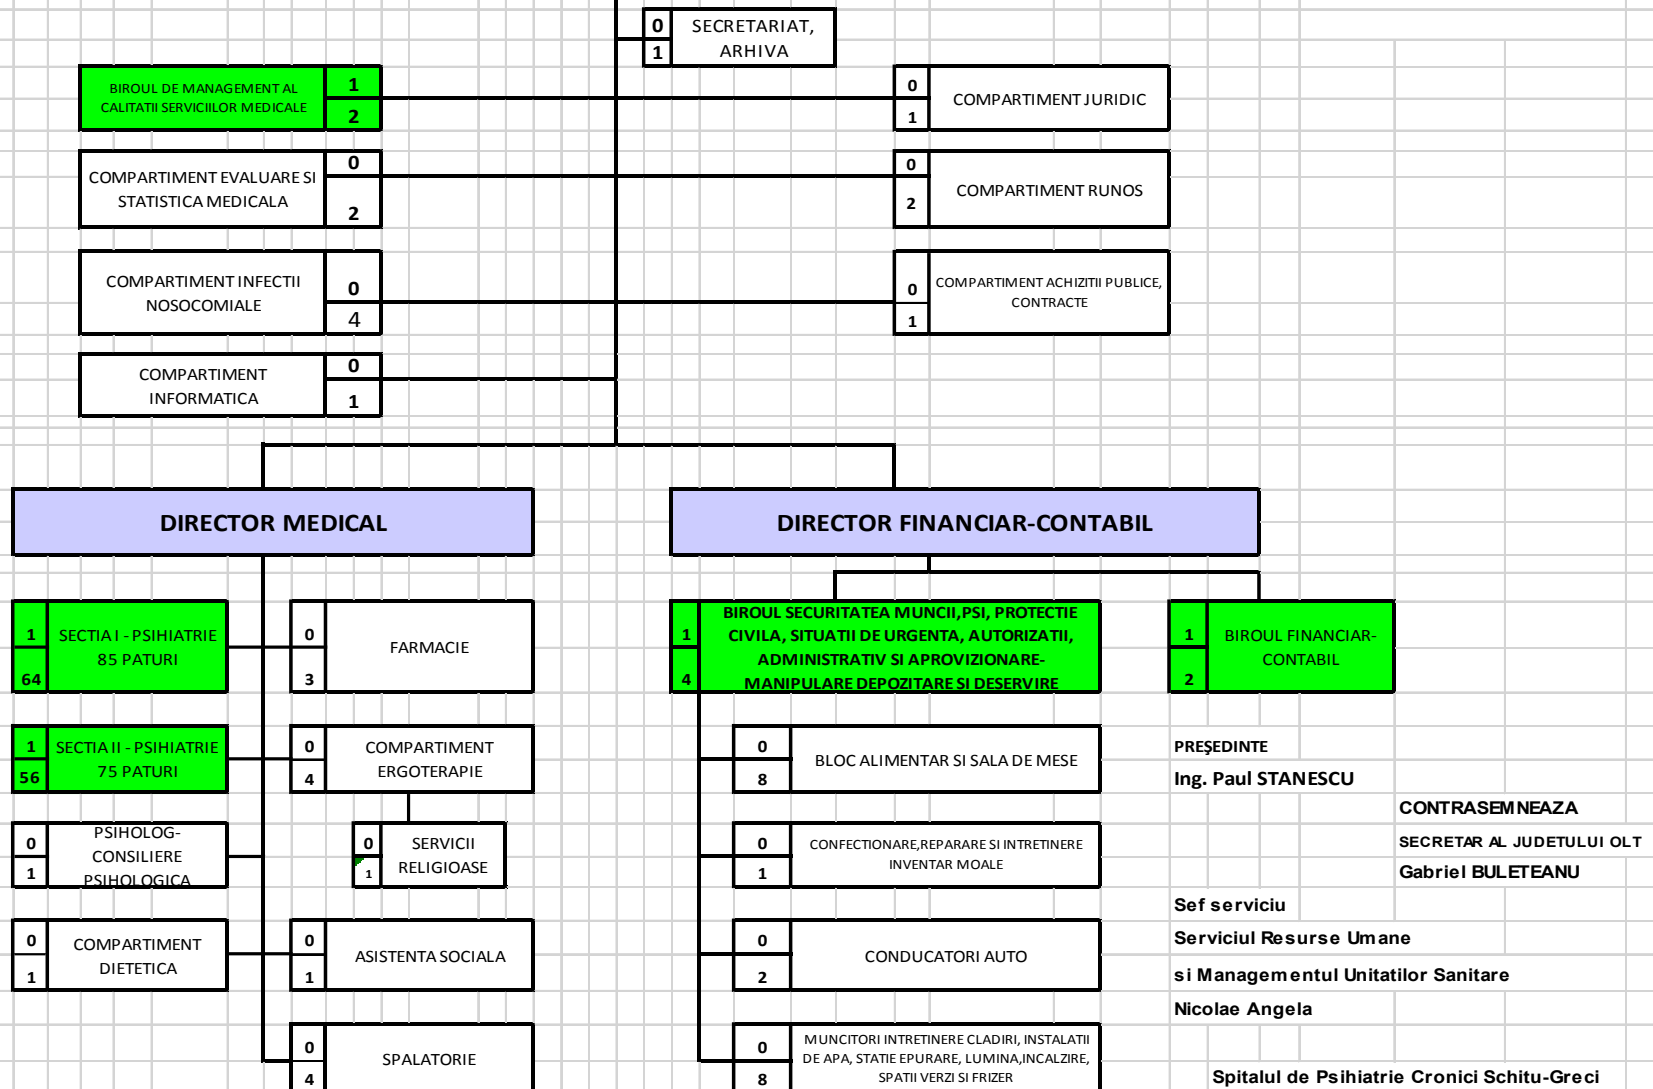 0
SECRETARIAT,
1
ARHIVA
BIROUL DE MANAGEMENT AL
CALITATII SERVICIILOR MEDICALE
1
2
0
1
COMPARTIMENT JURIDIC
COMPARTIMENT EVALUARE SI
STATISTICA MEDICALA
0
2
0
2
COMPARTIMENT RUNOS
COMPARTIMENT INFECTII
NOSOCOMIALE
0
4
0
1
COMPARTIMENT ACHIZITII PUBLICE,
CONTRACTE
COMPARTIMENT
INFORMATICA
0
1
DIRECTOR MEDICAL
DIRECTOR FINANCIAR-CONTABIL
1
64
SECTIA I - PSIHIATRIE
85 PATURI
0
3
FARMACIE
1
4
BIROUL SECURITATEA MUNCII,PSI, PROTECTIE
CIVILA, SITUATII DE URGENTA, AUTORIZATII,
ADMINISTRATIV SI APROVIZIONARE-
MANIPULARE DEPOZITARE SI DESERVIRE
1
2
BIROUL FINANCIAR-
CONTABIL
1
56
SECTIA II - PSIHIATRIE
75 PATURI
0
4
COMPARTIMENT
ERGOTERAPIE
0
8
BLOC ALIMENTAR SI SALA DE MESE
PREŞEDINTE
Ing. Paul STANESCU
CONTRASEMNEAZA
0
1
PSIHOLOG-
CONSILIERE
PSIHOLOGICA
0
1
SERVICII
RELIGIOASE
0
1
CONFECTIONARE,REPARARE SI INTRETINERE
INVENTAR MOALE
SECRETAR AL JUDETULUI OLT
Gabriel BULETEANU
Sef serviciu
0
1
COMPARTIMENT
DIETETICA
0
1
ASISTENTA SOCIALA
0
2
CONDUCATORI AUTO
Serviciul Resurse Umane
si Managementul Unitatilor Sanitare
Nicolae Angela
0
4
SPALATORIE
0
8
MUNCITORI INTRETINERE CLADIRI, INSTALATII
DE APA, STATIE EPURARE, LUMINA,INCALZIRE,
SPATII VERZI SI FRIZER
Spitalul de Psihiatrie Cronici Schitu-Greci